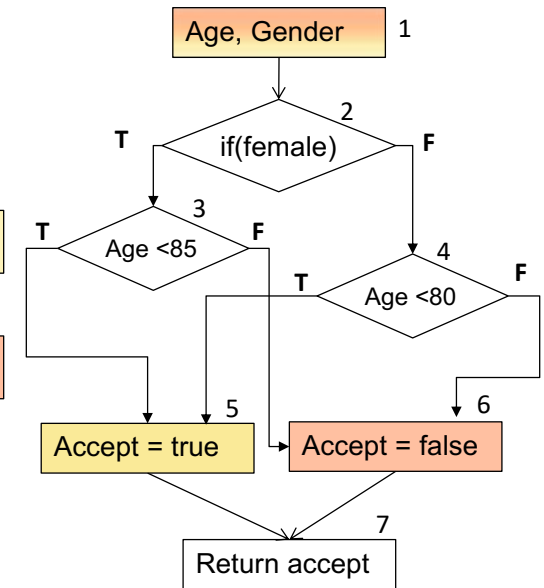 Age, Gender
1
2
if(female)
T
F
3
T
Age <85
F
4
T
Age <80
F
5
6
Accept = true
Accept = false
7
Return accept